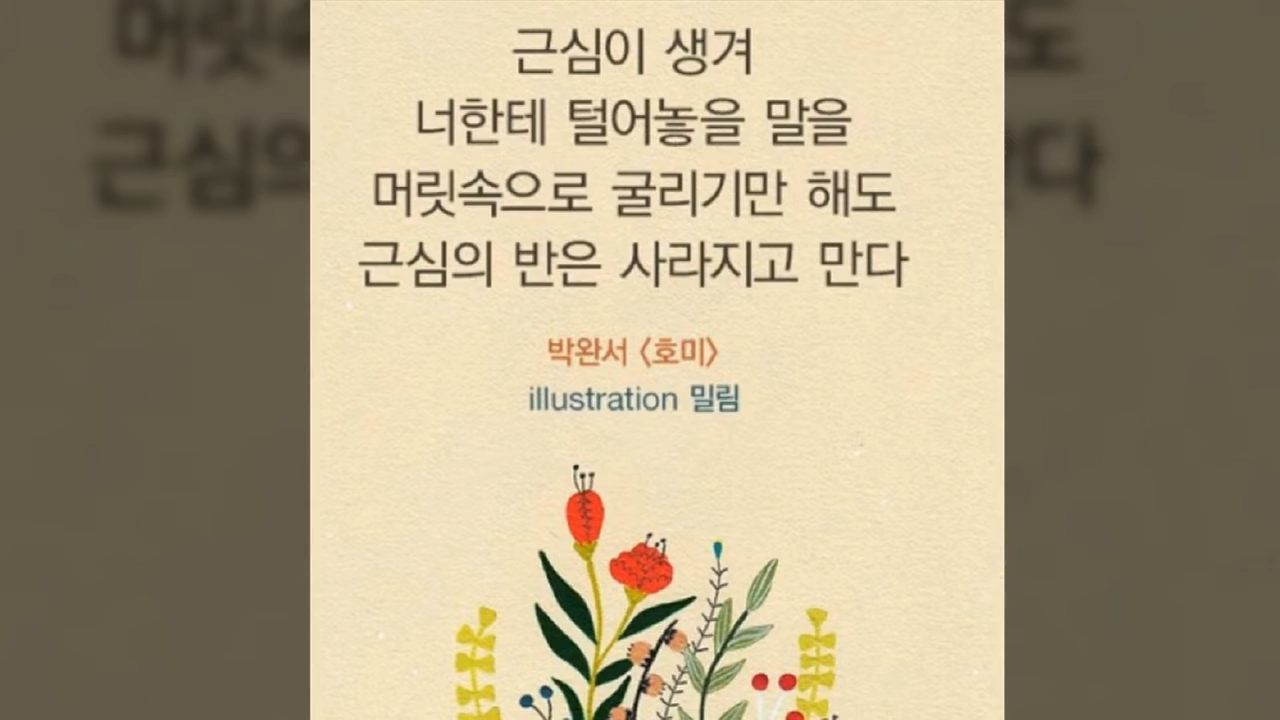 근심이 생겨
너한테 털어놓을 말을
머릿속으로 굴리기만 해도
근심의 반은 사라지고 만다
박완서 〈호미〉
illustration 밀림